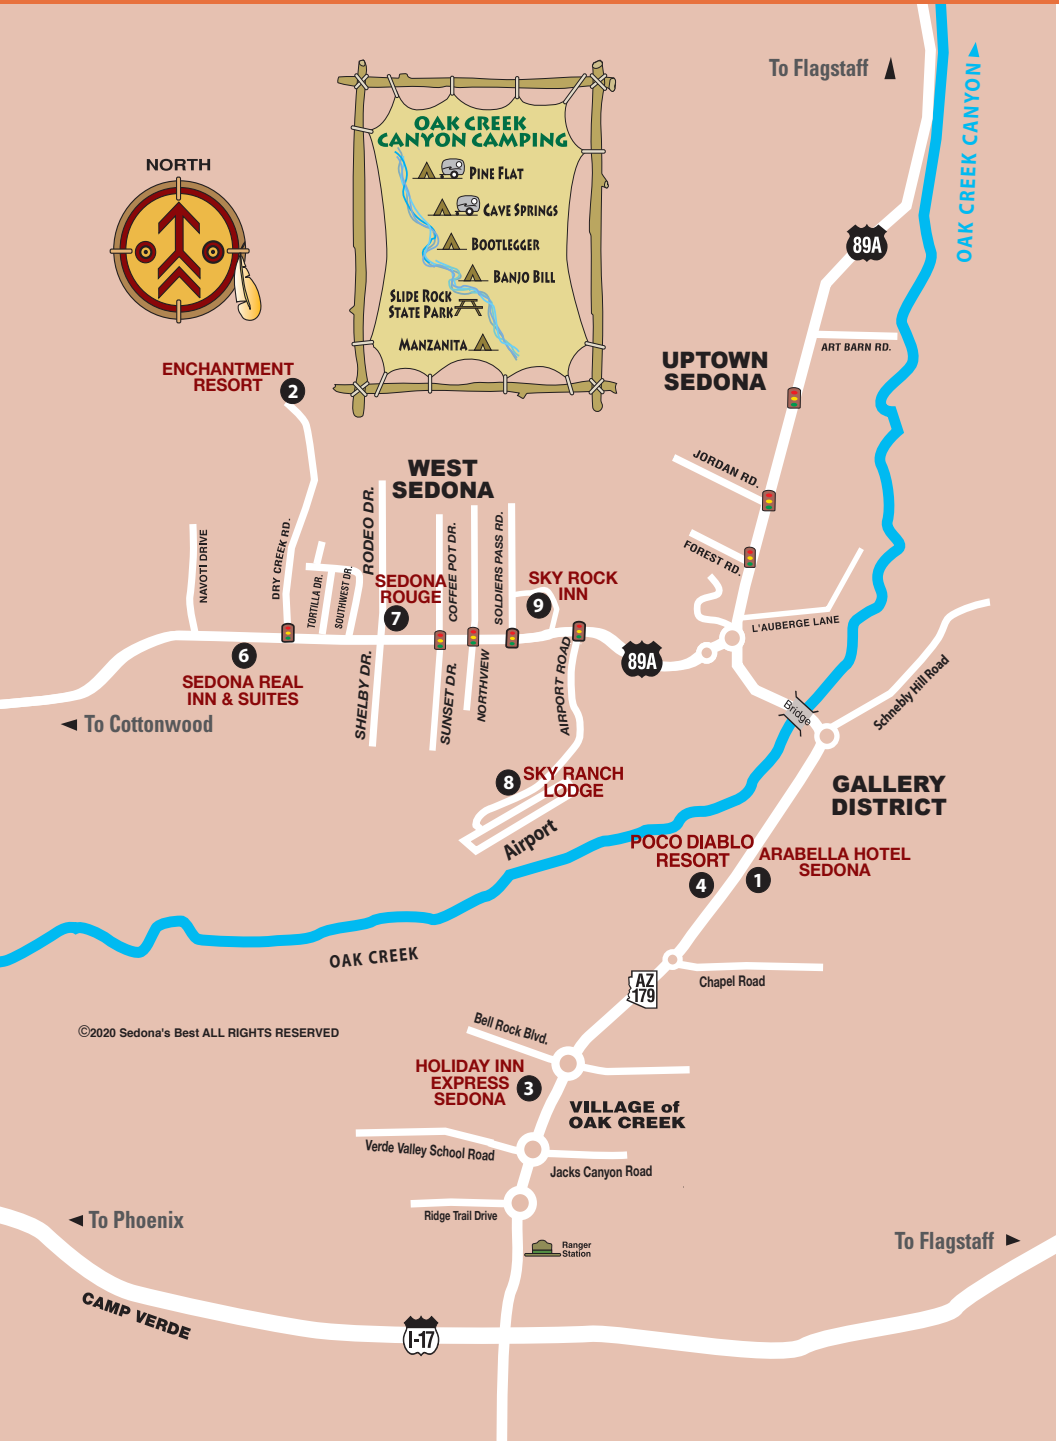 To Flagstaff
OAK CREEK CANYON
NORTH
OAK CREEK
CANYON CAMPING
PINE FLAT
CAVE SPRINGS
BOOTLEGGER
BANJO BILL
SLIDE ROCK
STATE PARK
MANZANITA
89A
ART BARN RD.
UPTOWN
SEDONA
ENCHANTMENT
RESORT
2
WEST
SEDONA
JORDAN RD.
FOREST RD.
L'AUBERGE LANE
NAVOTI DRIVE
DRY CREEK RD.
TORTILLA DR.
SOUTHWEST DR.
RODEO DR.
COFFEE POT DR.
SOLDIERS PASS RD.
SEDONA
ROUGE
7
SKY ROCK
INN
9
6
SEDONA REAL
INN & SUITES
SHELBY DR.
SUNSET DR.
NORTHVIEW
AIRPORT ROAD
89A
To Cottonwood
Bridge
Schnebly Hill Road
8
SKY RANCH
LODGE
Airport
GALLERY
DISTRICT
POCO DIABLO
RESORT
4
ARABELLA HOTEL
SEDONA
1
OAK CREEK
AZ
179
Chapel Road
©2020 Sedona's Best ALL RIGHTS RESERVED
Bell Rock Blvd.
HOLIDAY INN
EXPRESS
SEDONA
3
VILLAGE of
OAK CREEK
Verde Valley School Road
Jacks Canyon Road
Ridge Trail Drive
Ranger
Station
To Phoenix
To Flagstaff
CAMP VERDE
I-17